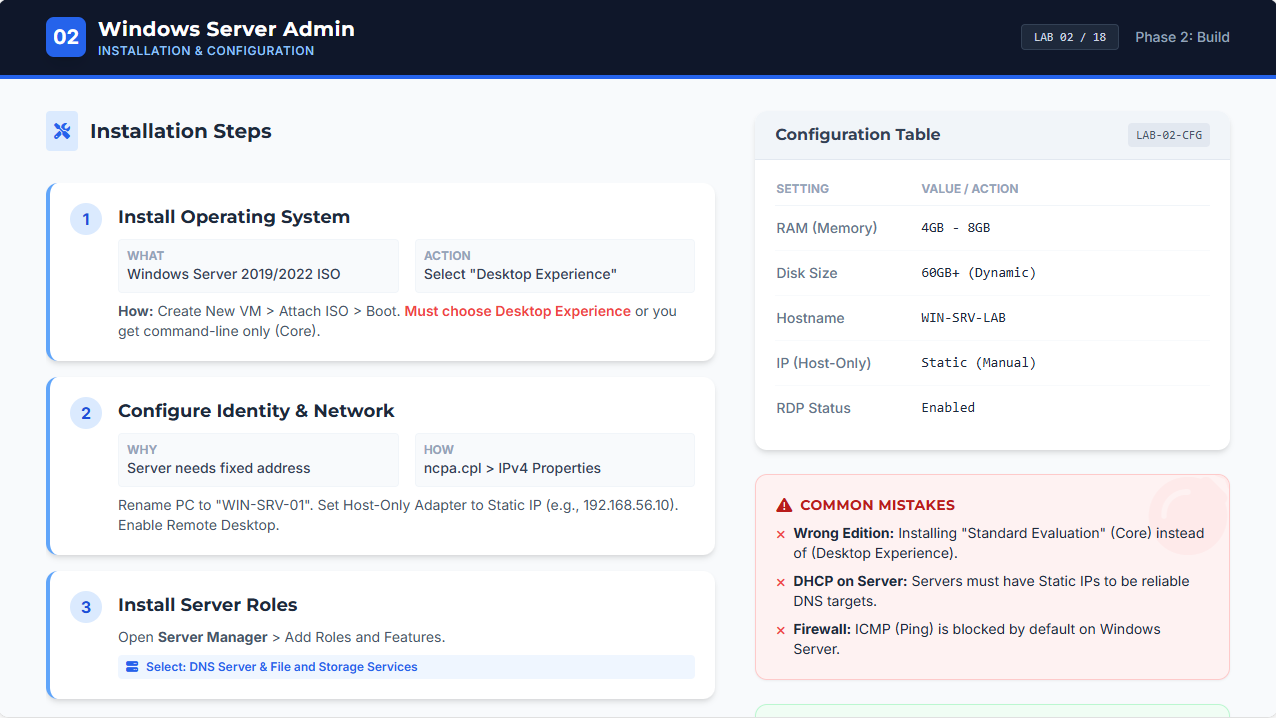 02
Windows Server Admin
INSTALLATION & CONFIGURATION
LAB 02 / 18
Phase 2: Build
Installation Steps
1
Install Operating System
WHAT
Windows Server 2019/2022 ISO
ACTION
Select "Desktop Experience"
How: Create New VM > Attach ISO > Boot. Must choose Desktop Experience or you
get command-line only (Core).
2
Configure Identity & Network
WHY
Server needs fixed address
HOW
ncpa.cpl > IPv4 Properties
Rename PC to "WIN-SRV-01". Set Host-Only Adapter to Static IP (e.g., 192.168.56.10).
Enable Remote Desktop.
3
Install Server Roles
Open Server Manager > Add Roles and Features.
Select: DNS Server & File and Storage Services
Configuration Table
LAB-02-CFG
SETTING VALUE / ACTION
RAM (Memory) 4GB - 8GB
Disk Size 60GB+ (Dynamic)
Hostname WIN-SRV-LAB
IP (Host-Only) Static (Manual)
RDP Status Enabled
COMMON MISTAKES
Wrong Edition: Installing "Standard Evaluation" (Core) instead
of (Desktop Experience).
DHCP on Server: Servers must have Static IPs to be reliable
DNS targets.
Firewall: ICMP (Ping) is blocked by default on Windows
Server.